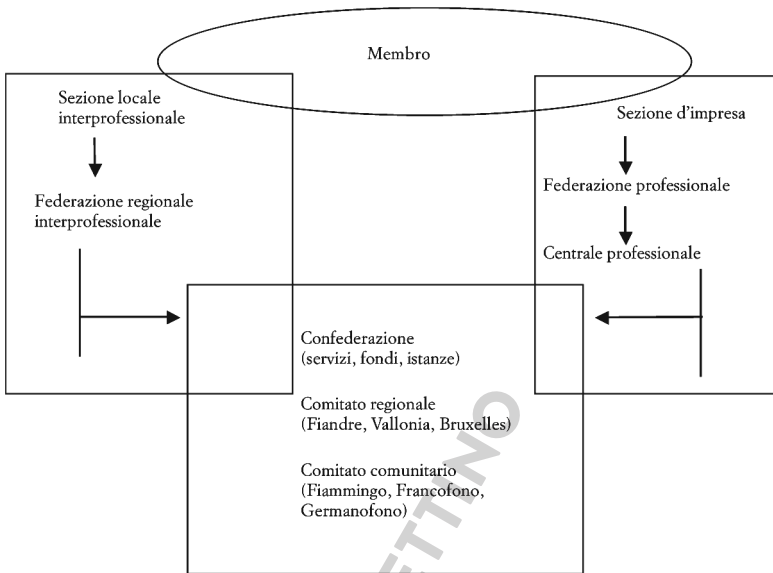 Membro
Sezione locale
interprofessionale
Federazione regionale
interprofessionale
Sezione d'impresa
Federazione professionale
Centrale professionale
Confederazione
(servizi, fondi, istanze)
Comitato regionale
(Fiandre, Vallonia, Bruxelles)
Comitato comunitario
(Fiammingo, Francofono,
Germanofono)
ETTINO